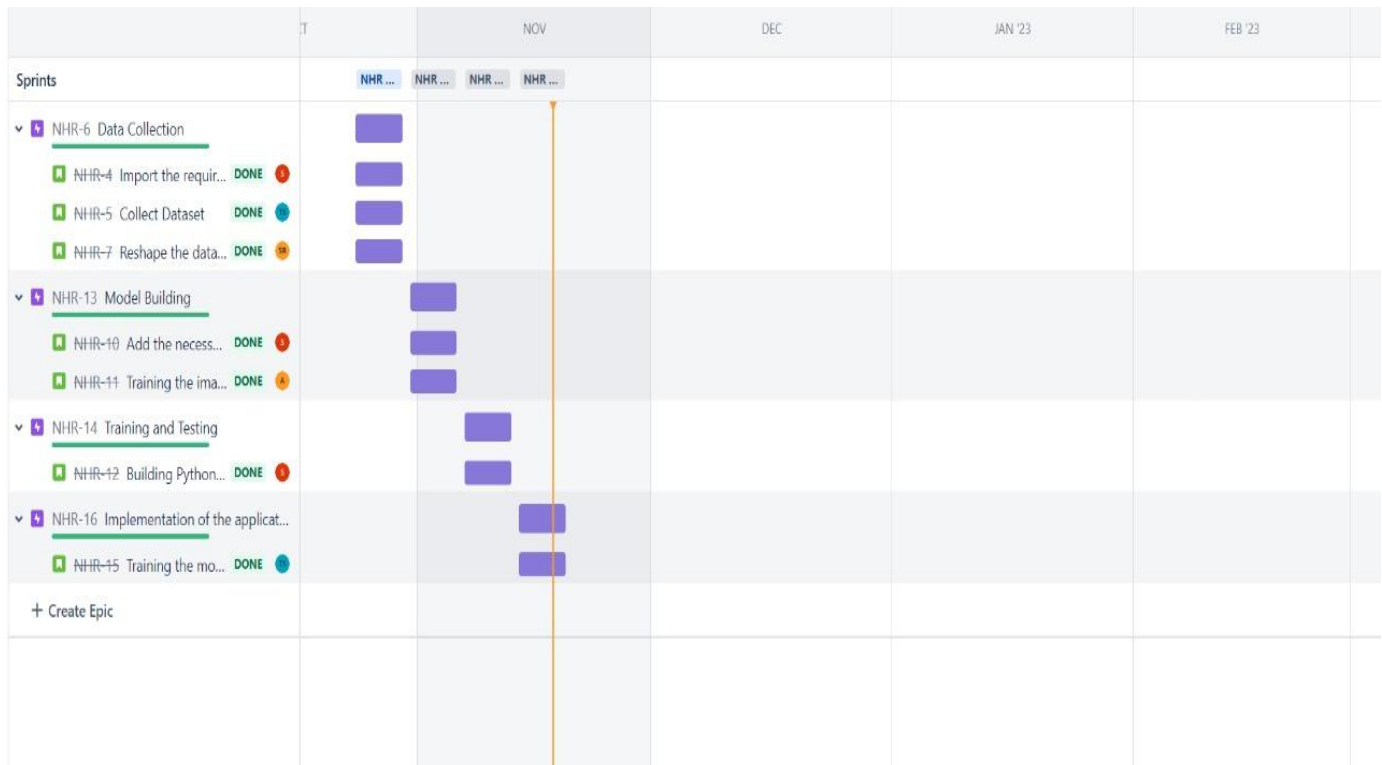 NOV DEC JAN '23 FEB '23
Sprints NHR ... NHR ... NHR ... NHR ...
NHR-6 Data Collection
NHR-4 Import the requir... DONE S
NHR-5 Collect Dataset DONE
NHR-7 Reshape the data... DONE
NHR-13 Model Building
NHR-10 Add the necess... DONE S
NHR-11 Training the ima... DONE A
NHR-14 Training and Testing
NHR-12 Building Python... DONE S
NHR-16 Implementation of the applicat...
NHR-15 Training the mo... DONE
+ Create Epic